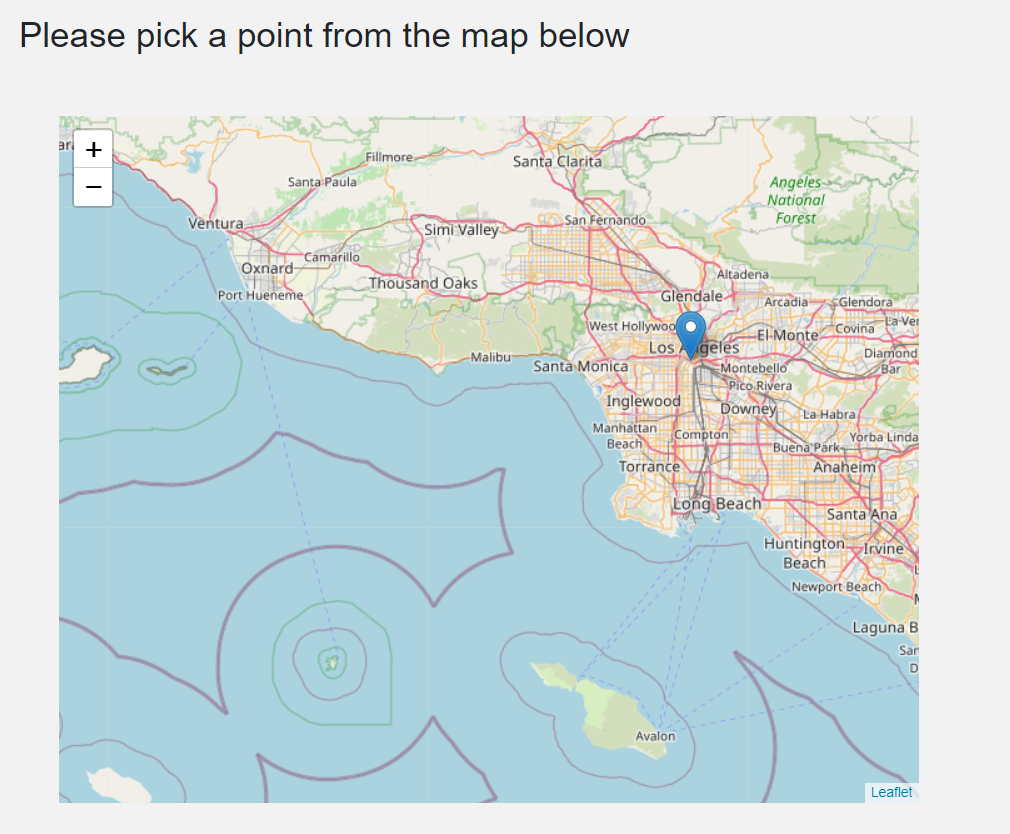 Please pick a point from the map below
+
−
Fillmore
Santa Clarita
Santa Paula
Angeles
National
Forest
Ventura
San Fernando
Simi Valley
Camarillo
Oxnard
Altadena
Thousand Oaks
Port Hueneme
Glendale
Arcadia
Glendora
West Hollywoo
La Ver
Covina
El Monte
Los Angeles
Diamond
Bar
Malibu
Santa Monica
Montebello
Pico Rivera
Inglewood
Downey
La Habra
Manhattan
Beach
Compton
Yorba Linda
Buena Park
Torrance
Anaheim
Long Beach
Santa Ana
Huntington
Beach
Irvine
Newport Beach
Laguna B
San
D
Avalon
Leaflet